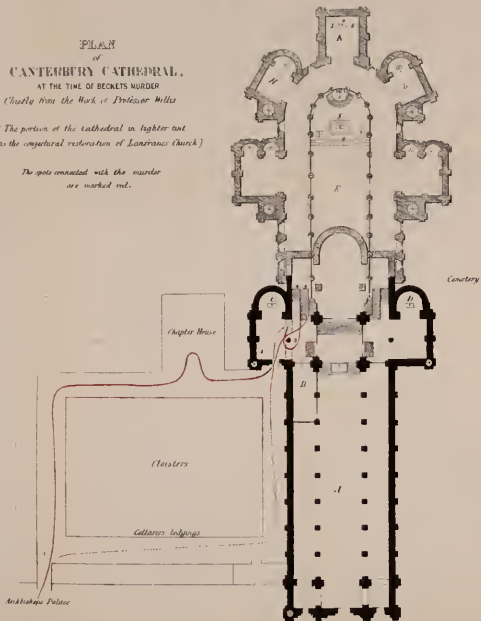 PLAN
of
CANTERBURY CATHEDRAL,
AT THE TIME OF BECKETS MURDER
Chiefly from the Work of Professor Willis
The portion of the cathedral in lighter tint
is the conjectural restoration of Lanfrancs Church)
The spots connected with the murder
are marked red.
A
E
Cemetery
C
D
Chapter House
B
A
Cloisters
Cellarers lodgings
Archbishops Palace